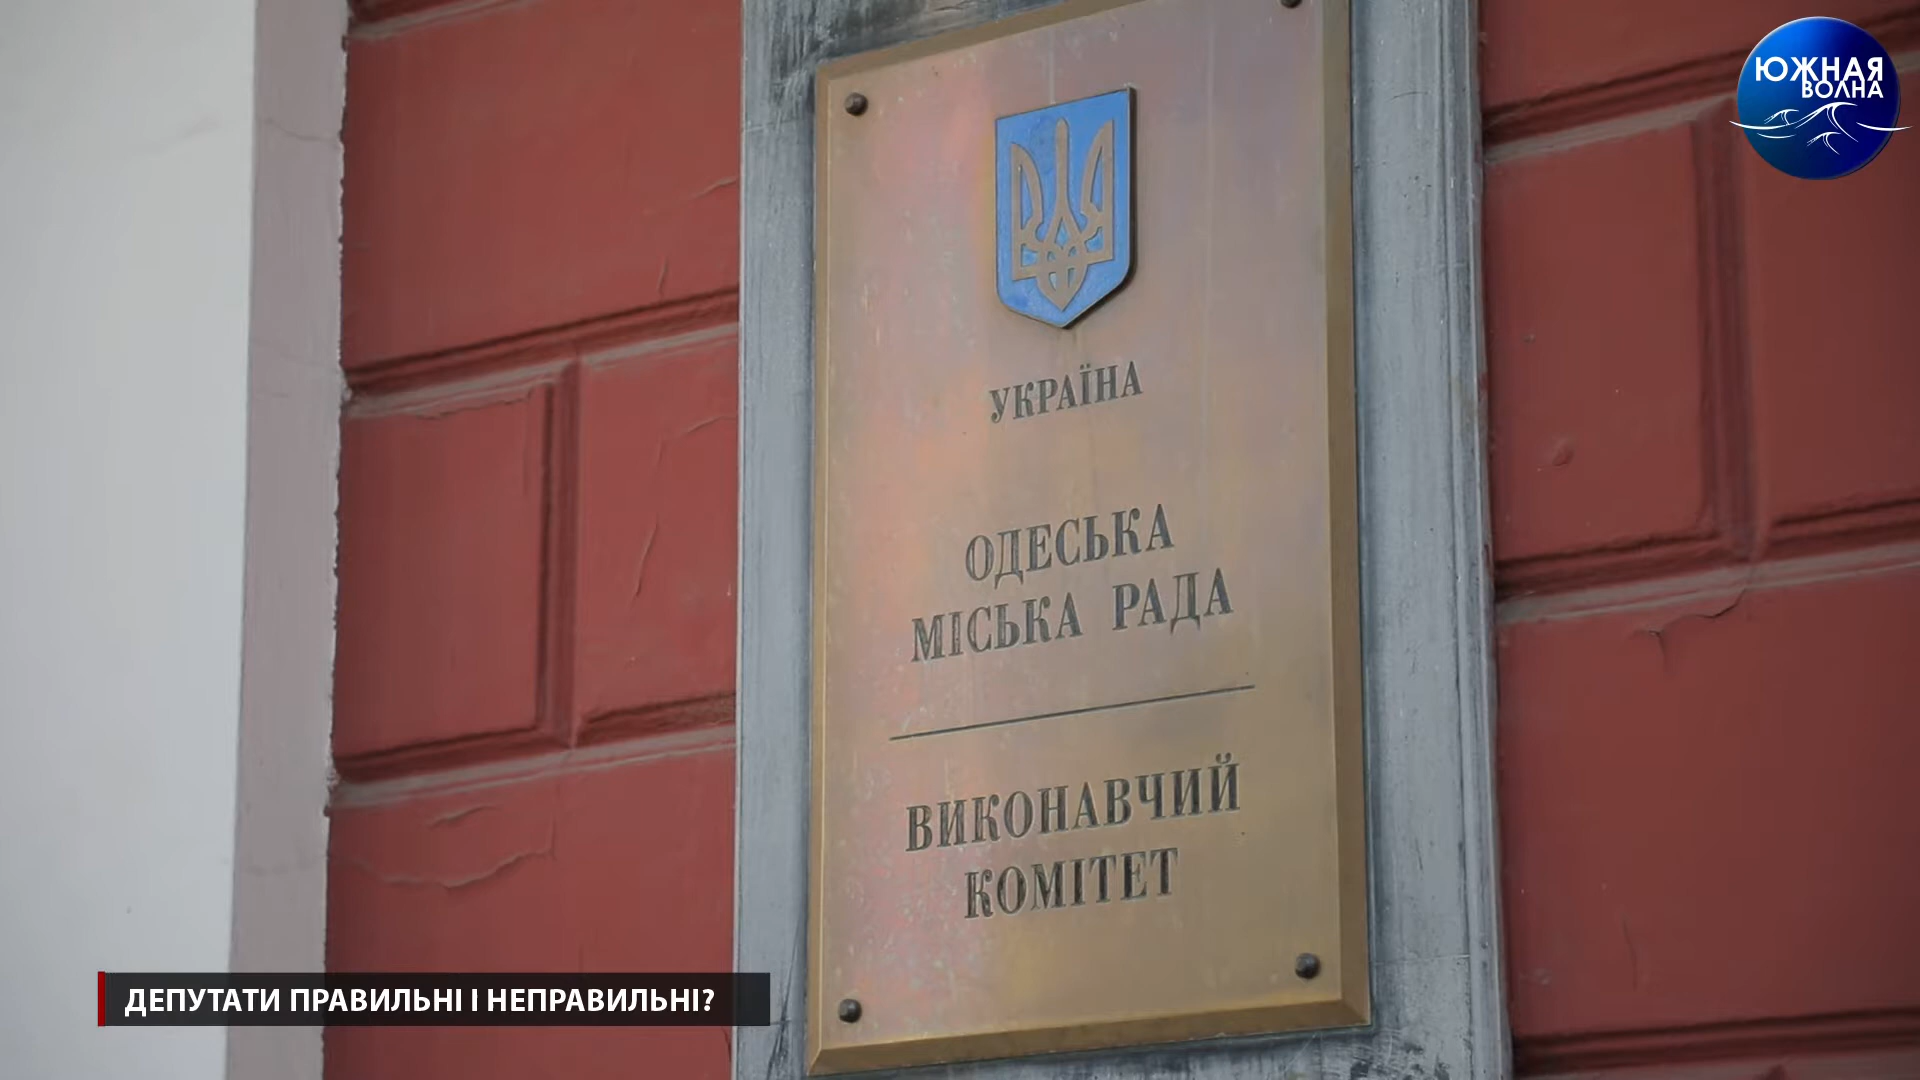 ЮЖНАЯ
ВОЛНА
УКРАЇНА
ОДЕСЬКА
МІСЬКА РАДА
ВИКОНАВЧИЙ
КОМІТЕТ
ДЕПУТАТИ ПРАВИЛЬНІ І НЕПРАВИЛЬНІ?